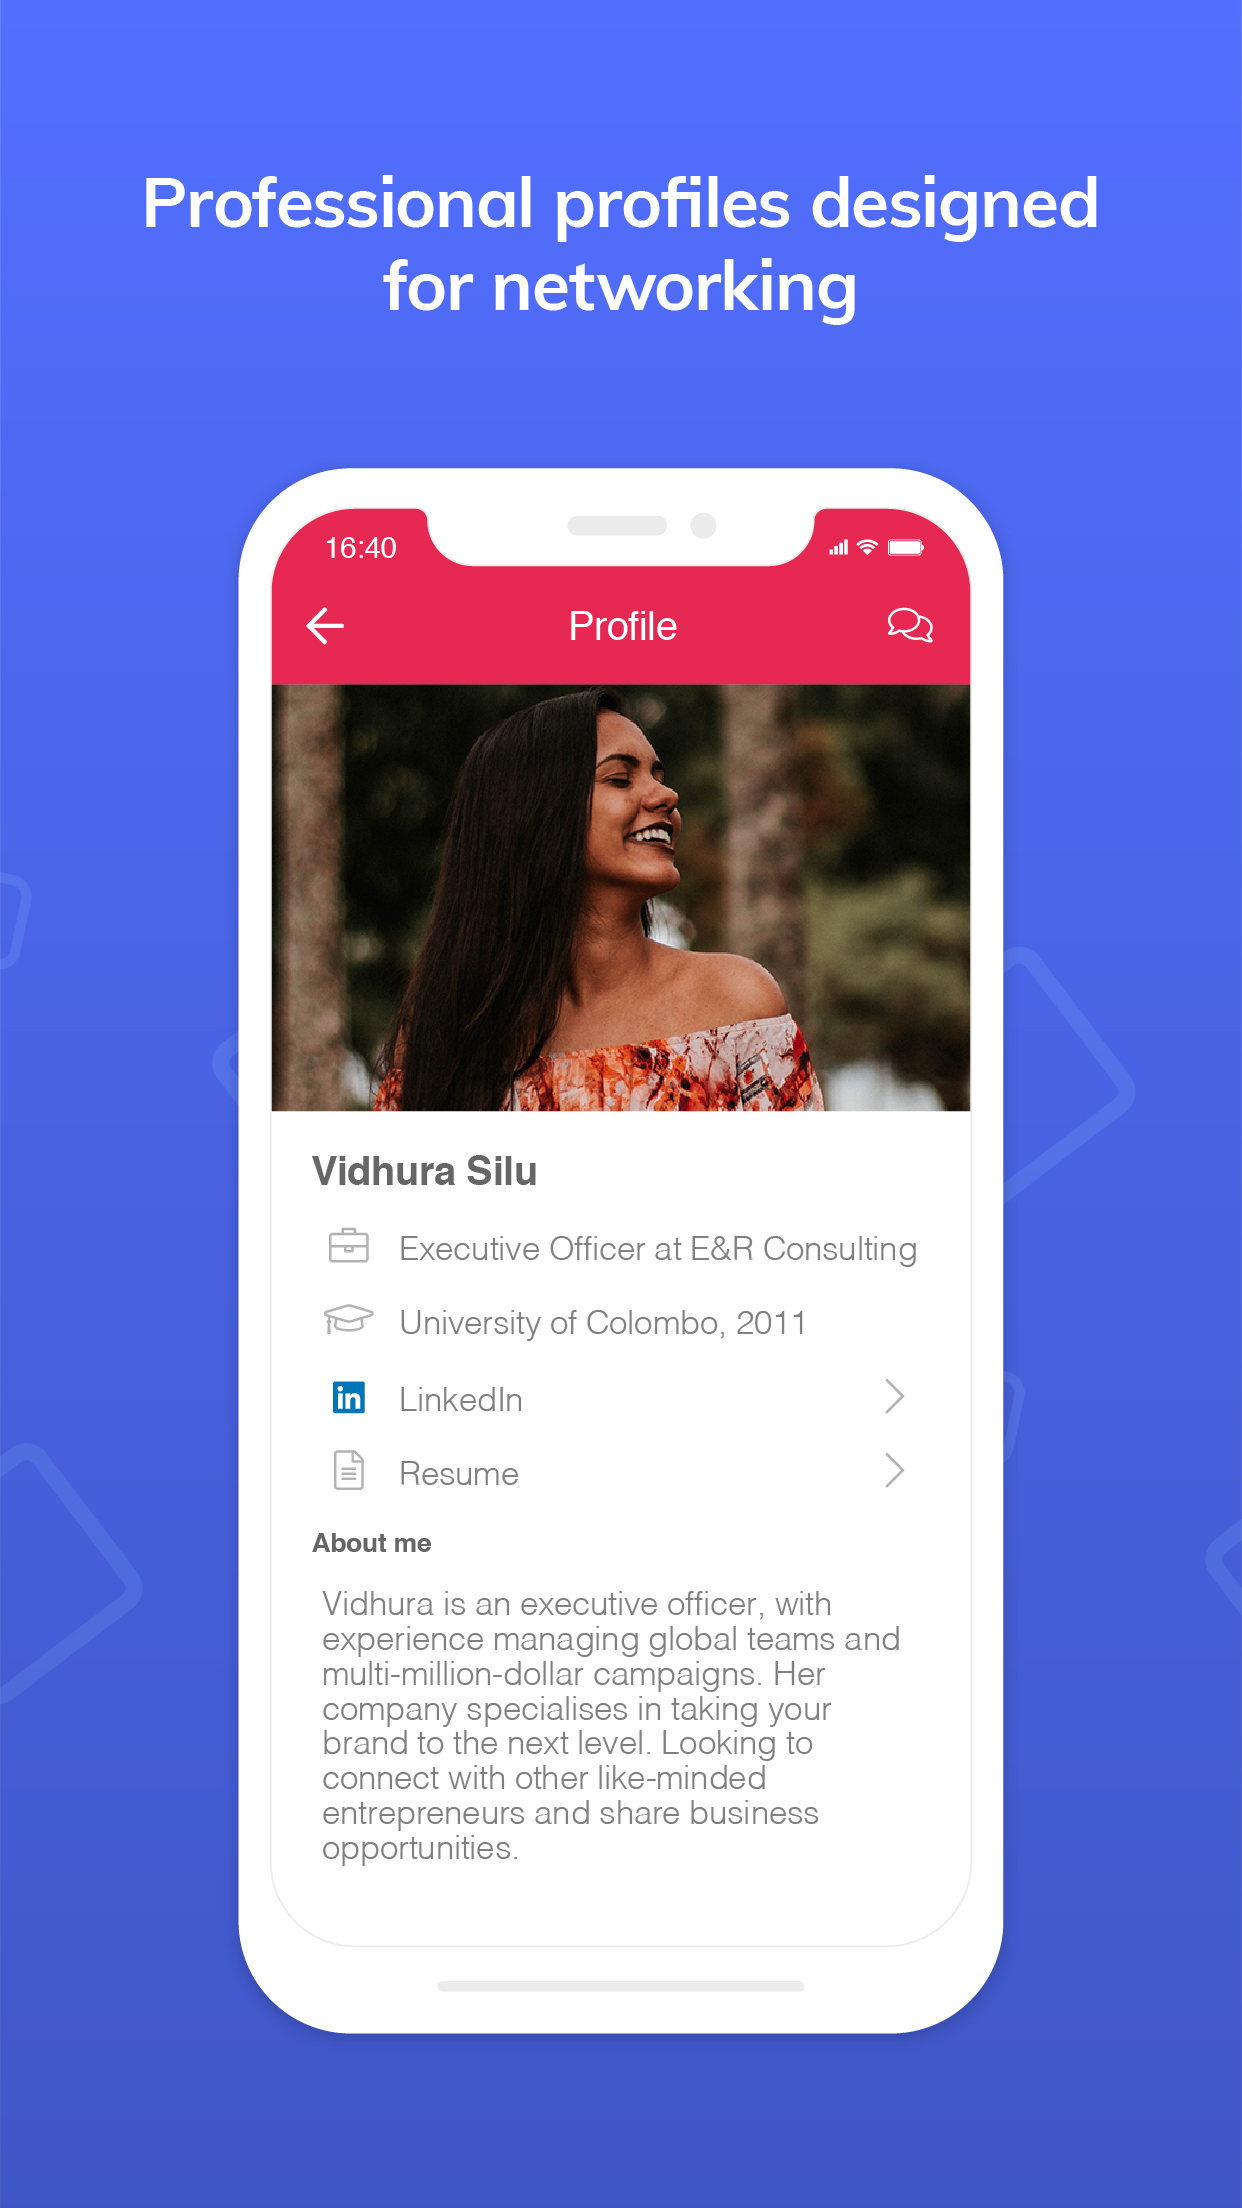 Professional profiles designed
for networking
16:40
Profile
Vidhura Silu
Executive Officer at E&R Consulting
University of Colombo, 2011
in LinkedIn
Resume
About me
Vidhura is an executive officer, with
experience managing global teams and
multi-million-dollar campaigns. Her
company specialises in taking your
brand to the next level. Looking to
connect with other like-minded
entrepreneurs and share business
opportunities.